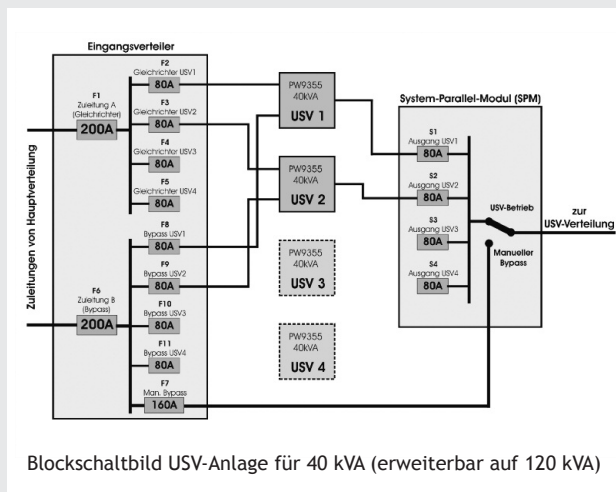 Eingangsverteiler
F1
Zuleitung A
(Gleichrichter)
200A
F2
Gleichrichter USV1
80A
F3
Gleichrichter USV2
80A
F4
Gleichrichter USV3
80A
F5
Gleichrichter USV4
80A
F6
Zuleitung B
(Bypass)
200A
F8
Bypass USV1
80A
F9
Bypass USV2
80A
F10
Bypass USV3
80A
F11
Bypass USV4
80A
F7
Man. Bypass
160A
Zuleitungen von Hauptverteilung
PW9355
40kVA
USV 1
PW9355
40kVA
USV 2
PW9355
40kVA
USV 3
PW9355
40kVA
USV 4
System-Parallel-Modul (SPM)
S1
Ausgang USV1
80A
S2
Ausgang USV2
80A
S3
Ausgang USV3
80A
S4
Ausgang USV4
80A
USV-Betrieb
Manueller
Bypass
zur
USV-Verteilung
Blockschaltbild USV-Anlage für 40 kVA (erweiterbar auf 120 kVA)